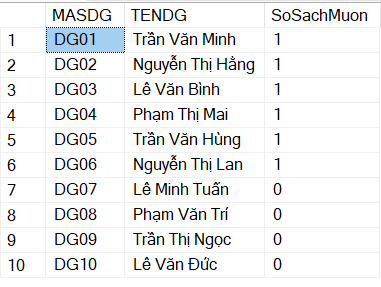 MASDG TENDG SoSachMuon
1 DG01 Trần Văn Minh 1
2 DG02 Nguyễn Thị Hằng 1
3 DG03 Lê Văn Bình 1
4 DG04 Phạm Thị Mai 1
5 DG05 Trần Văn Hùng 1
6 DG06 Nguyễn Thị Lan 1
7 DG07 Lê Minh Tuấn 0
8 DG08 Phạm Văn Trí 0
9 DG09 Trần Thị Ngọc 0
10 DG10 Lê Văn Đức 0